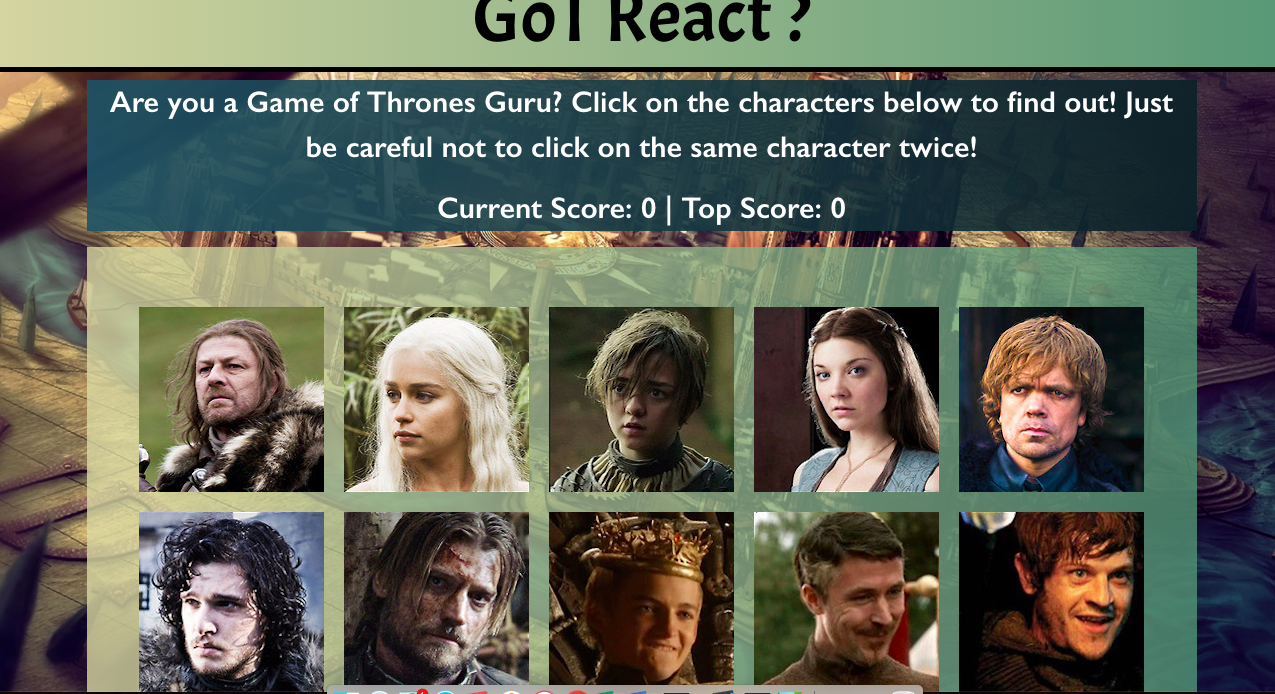 GoT React ?
Are you a Game of Thrones Guru? Click on the characters below to find out! Just
be careful not to click on the same character twice!
Current Score: 0 | Top Score: 0